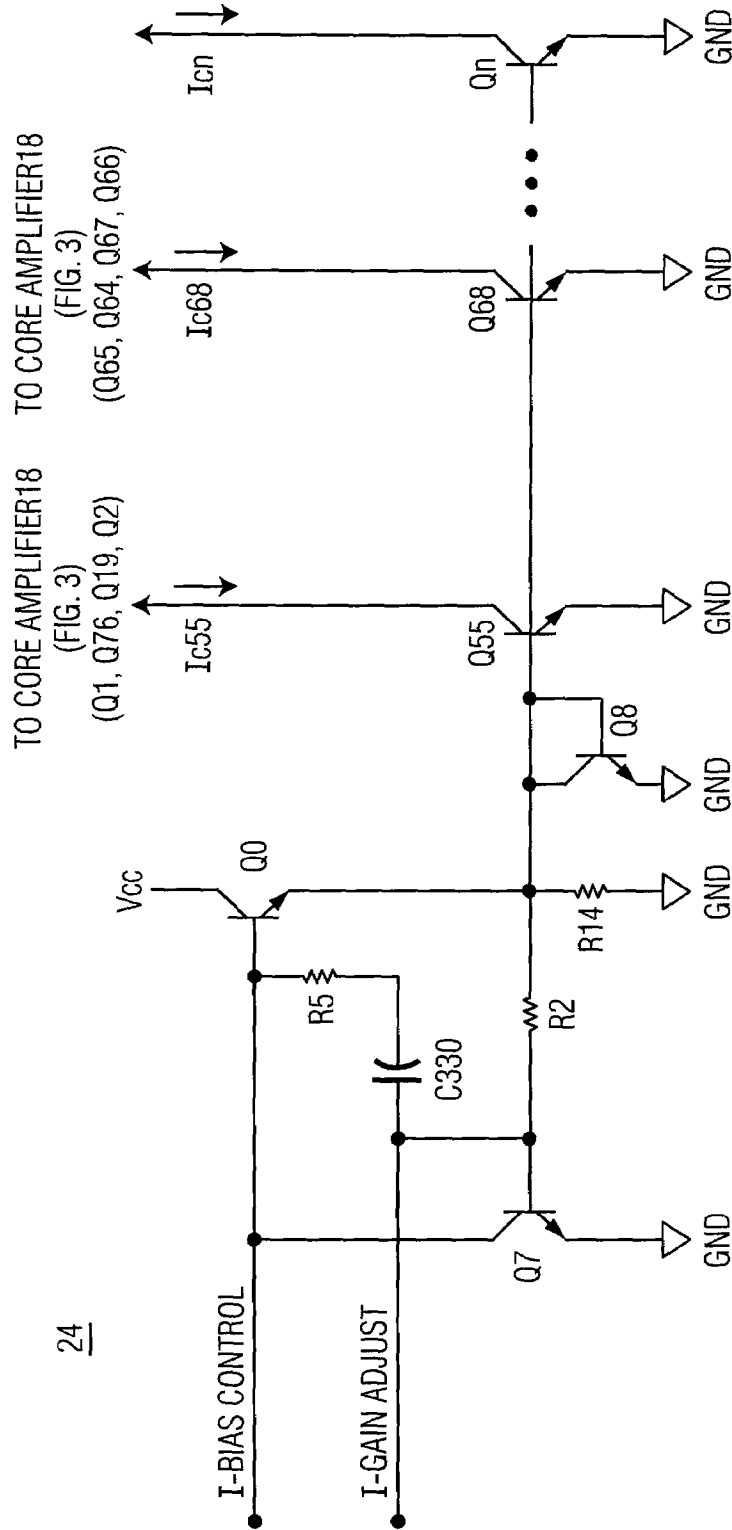 24
TO CORE AMPLIFIER18
(FIG. 3)
(Q1, Q76, Q19, Q2)
TO CORE AMPLIFIER18
(FIG. 3)
(Q65, Q64, Q67, Q66)
Vcc
Ic55
Ic68
Icn
I-BIAS CONTROL
Q0
R5
I-GAIN ADJUST
C330
Q7
R2
R14
Q8
Q55
Q68
Qn
GND
GND
GND
GND
GND
GND